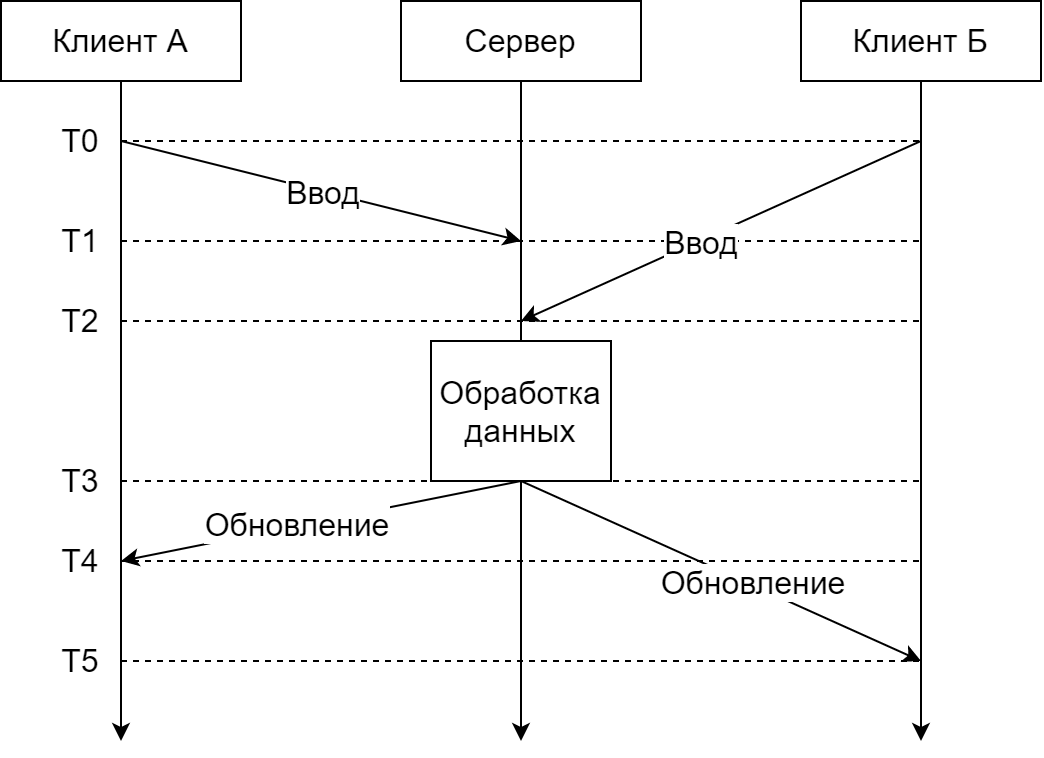 Клиент А
Сервер
Клиент Б
T0
Ввод
T1
Ввод
T2
Обработка
данных
T3
Обновление
T4
Обновление
T5